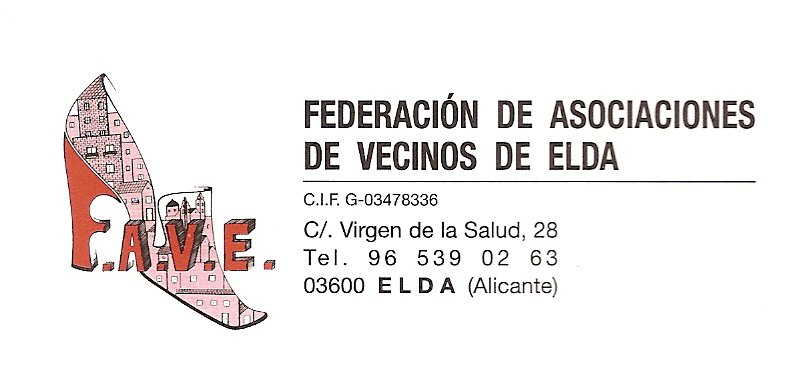 F.A.V.E.
FEDERACIÓN DE ASOCIACIONES
DE VECINOS DE ELDA
C.I.F. G-03478336
C/. Virgen de la Salud, 28
Tel. 96 539 02 63
03600 ELDA (Alicante)